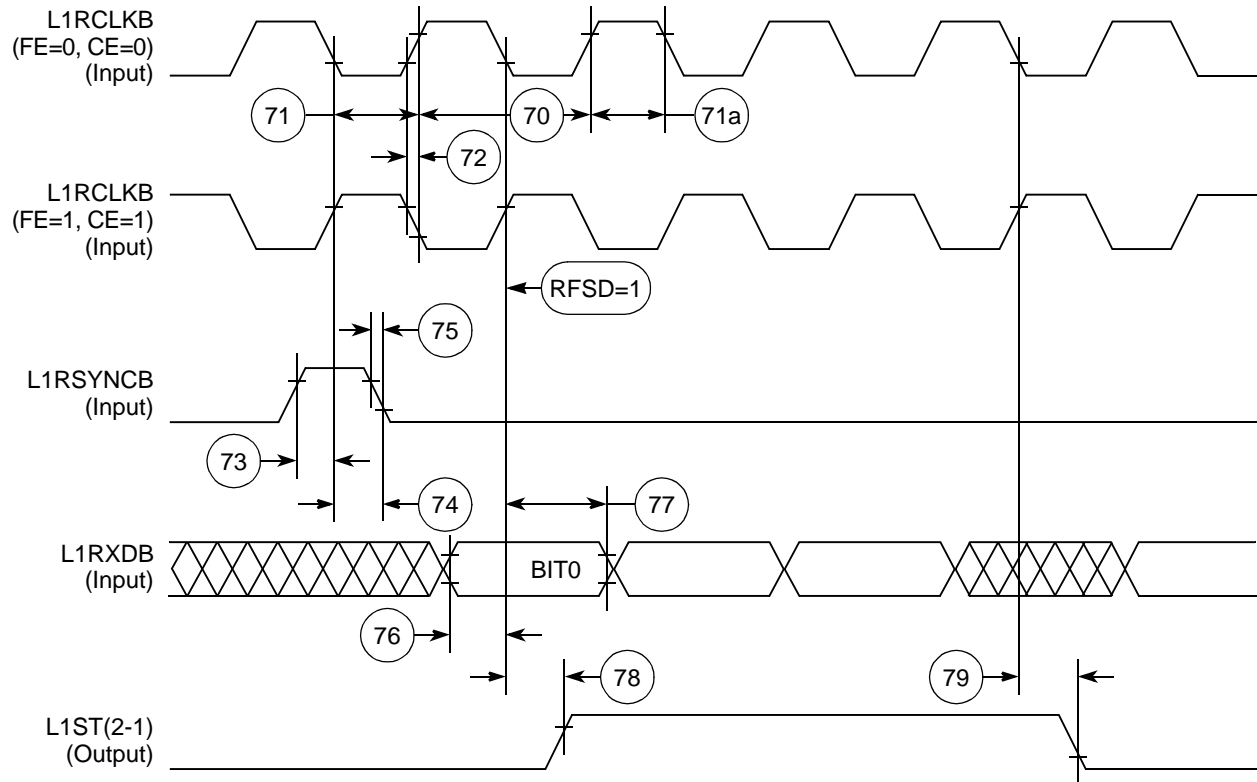 L1RCLKB
(FE=0, CE=0)
(Input)
71
70
71a
72
L1RCLKB
(FE=1, CE=1)
(Input)
RFSD=1
75
L1RSYNCB
(Input)
73
74
77
L1RXDB
(Input)
BIT0
76
78
79
L1ST(2-1)
(Output)